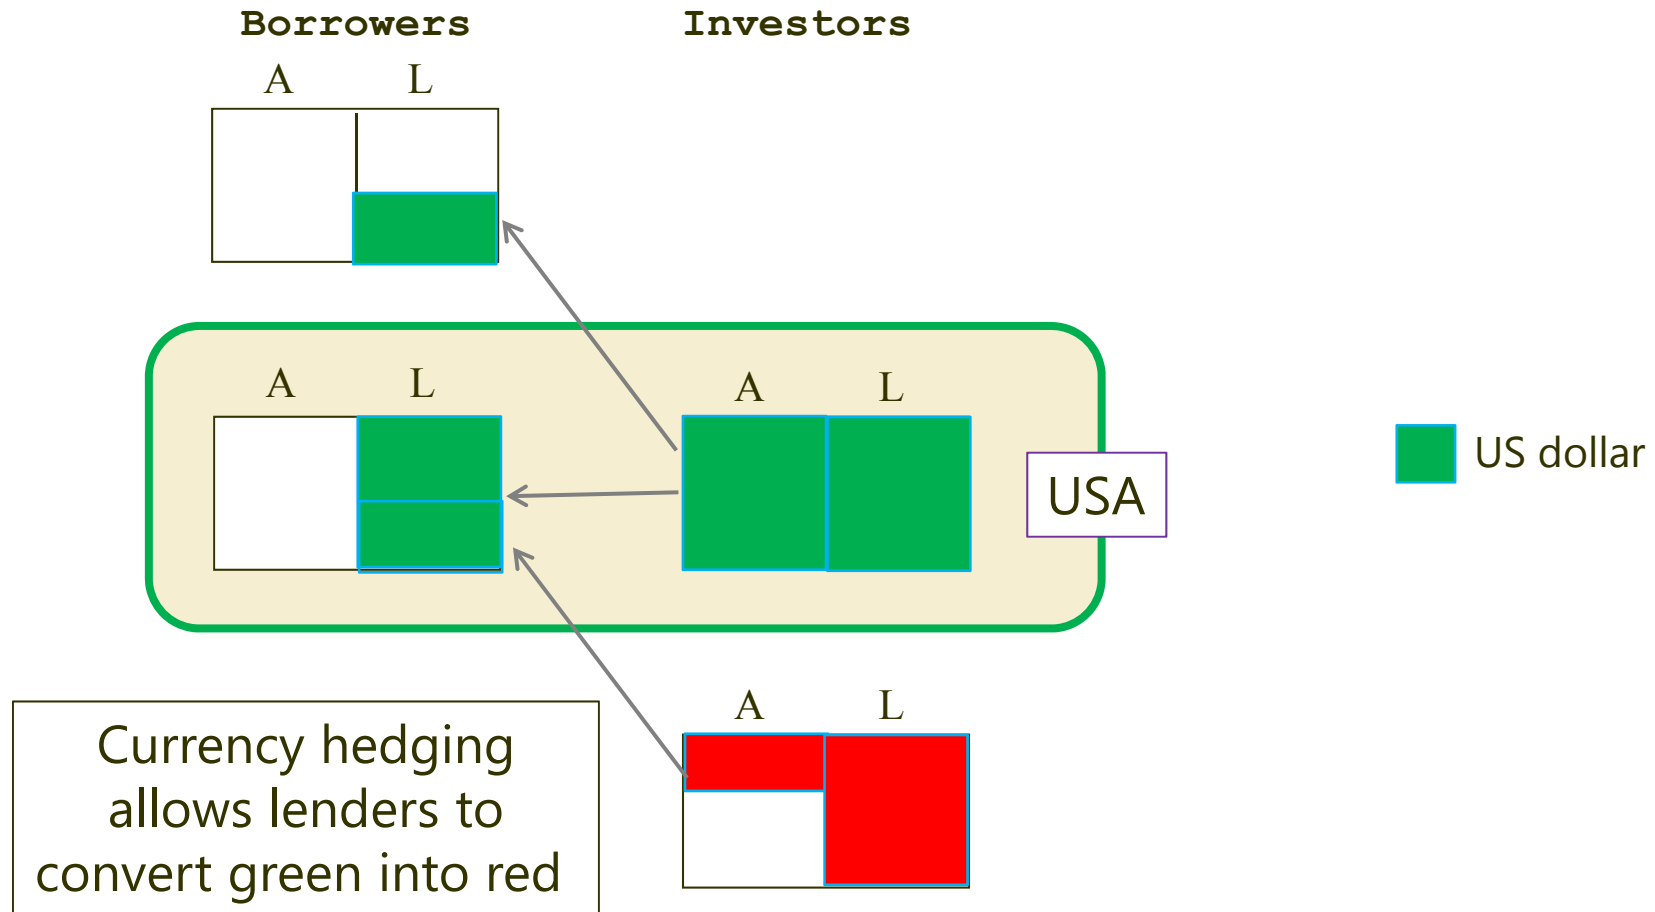 Borrowers Investors
A L
A L A L
USA
US dollar
A L
Currency hedging
allows lenders to
convert green into red